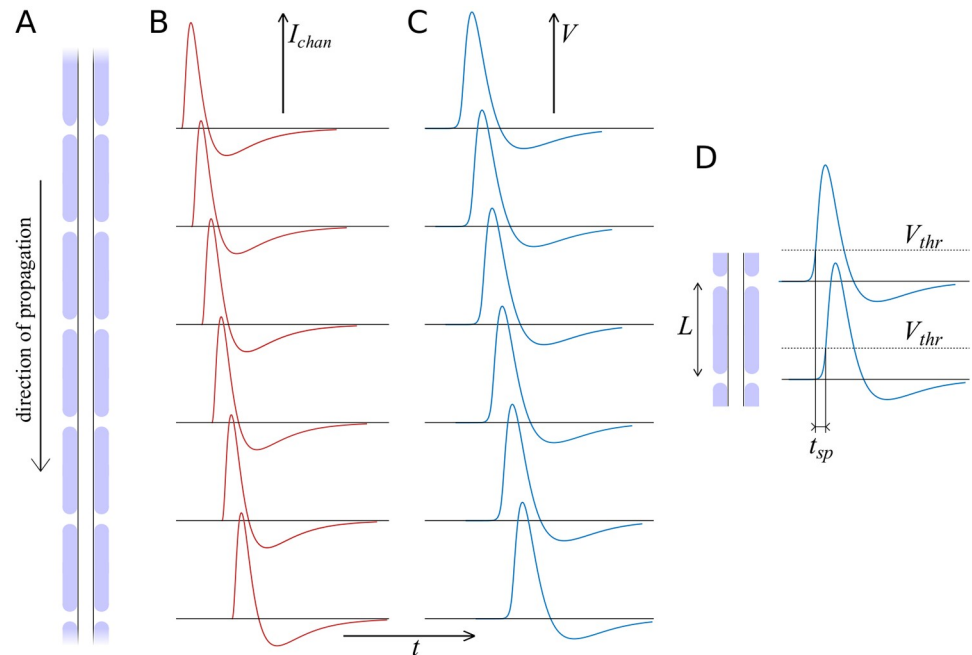 A
B
C
I_chan
V
D
direction of propagation
V_thr
L
V_thr
t_sp
t